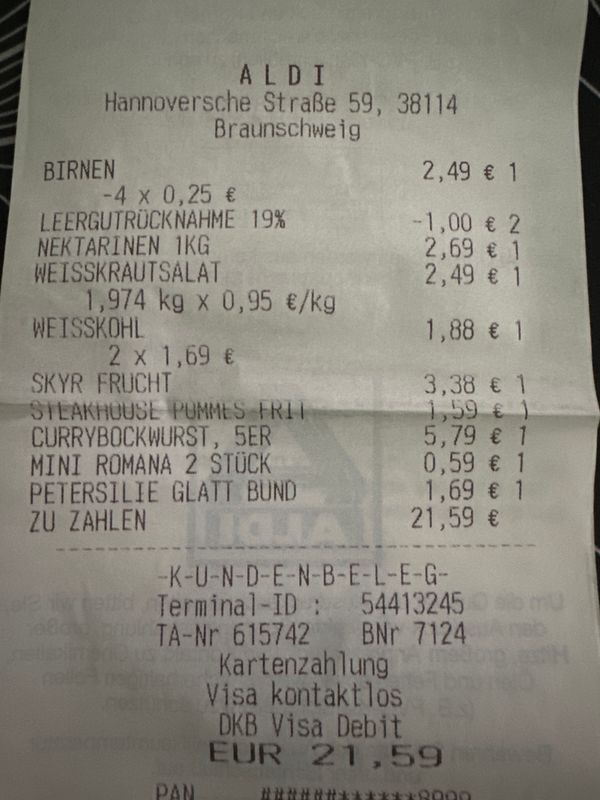 A L D I
Hannoversche Straße 59, 38114
Braunschweig
BIRNEN 2,49 € 1
-4 x 0,25 €
LEERGUTRÜCKNAHME 19% -1,00 € 2
NEKTARINEN 1KG 2,69 € 1
WEISSKRAUTSALAT 2,49 € 1
1,974 kg x 0,95 €/kg
WEISSKOHL 1,88 € 1
2 x 1,69 €
SKYR FRUCHT 3,38 € 1
STEAKHOUSE POMMES FRIT 1,59 € 1
CURRYBOCKWURST, 5ER 5,79 € 1
MINI ROMANA 2 STÜCK 0,59 € 1
PETERSILIE GLATT BUND 1,69 € 1
ZU ZAHLEN 21,59 €
-K-U-N-D-E-N-B-E-L-E-G-
Terminal-ID : 54413245
TA-Nr 615742 BNr 7124
Kartenzahlung
Visa kontaktlos
DKB Visa Debit
EUR 21,59
PAN